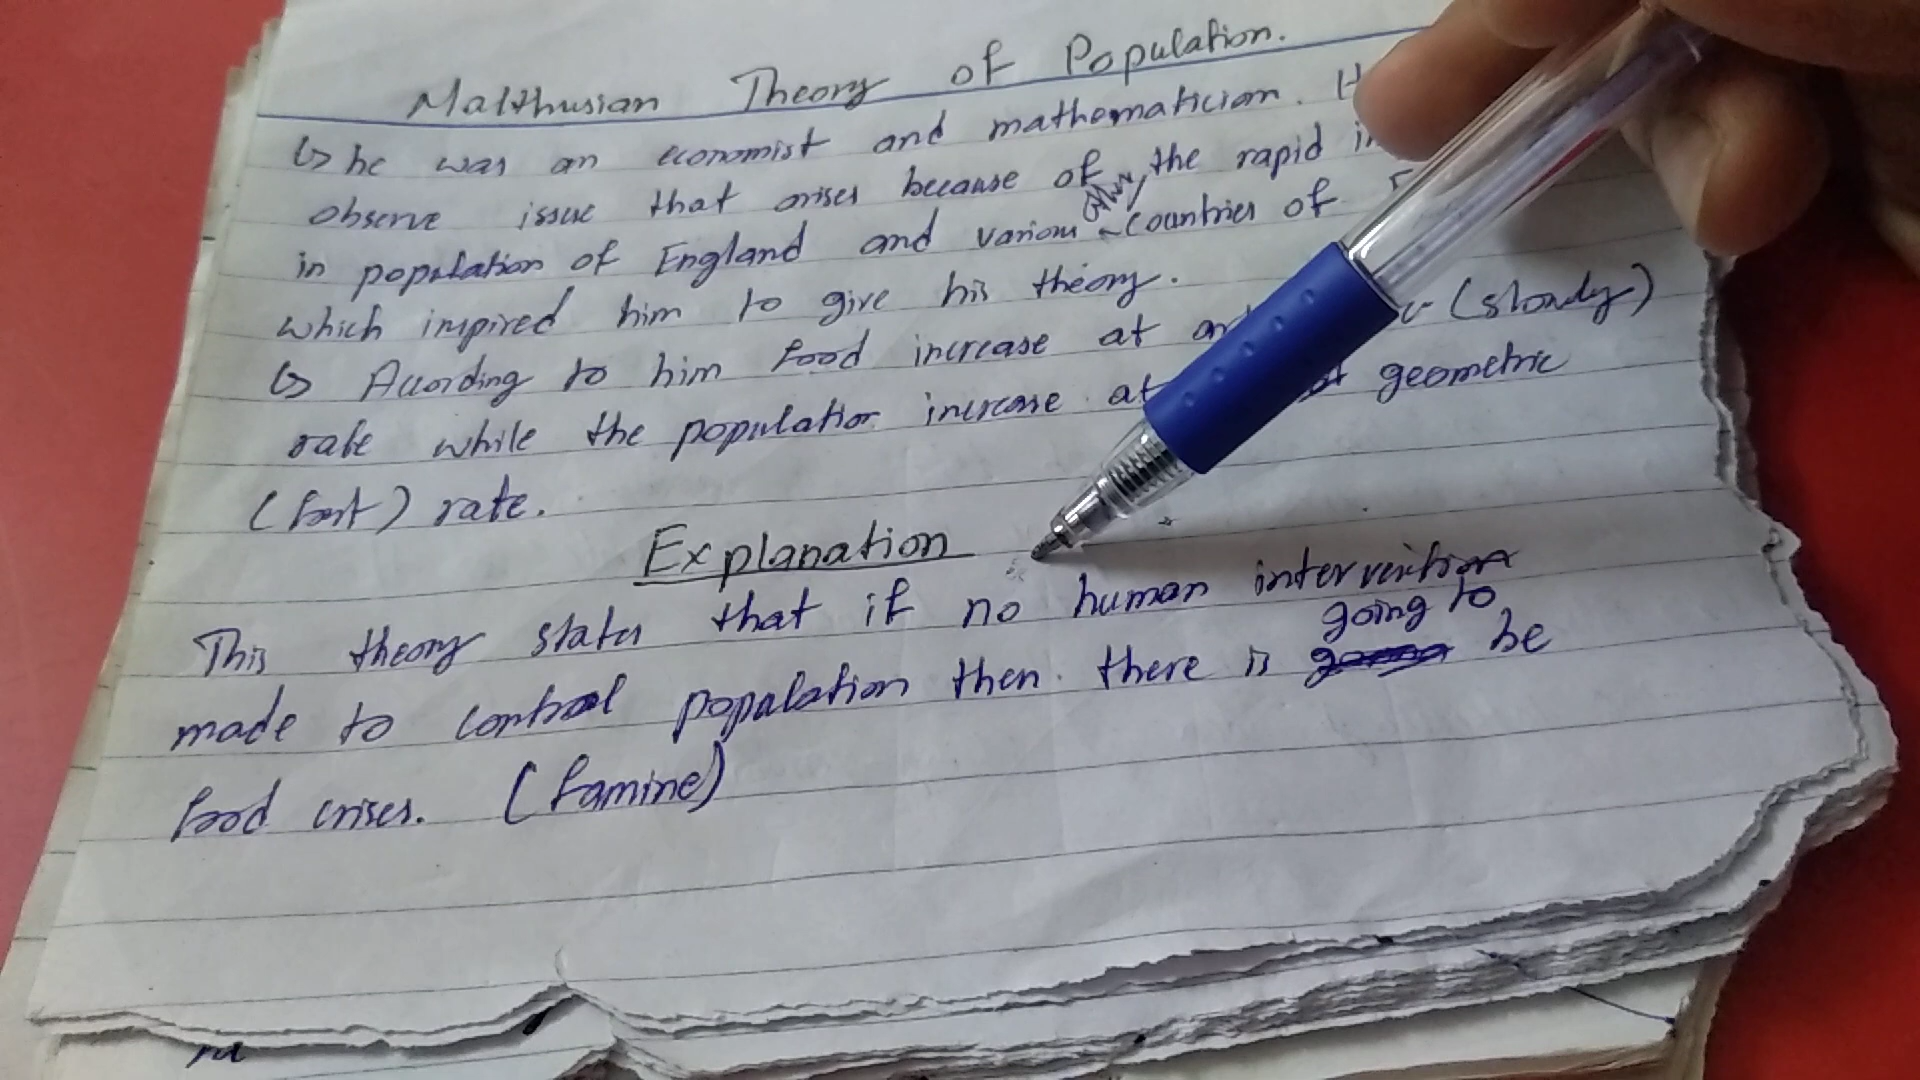 Malthusian Theory of Population.
↳ he was an economist and mathematician. H
observe issue that arises because of the rapid in
in population of England and various countries of
which inspired him to give his theory.
↳ According to him food increase at (slowly)
rate while the population increase at geometric
(fast) rate.
Explanation
This theory states that if no human intervention
going to
made to control population then there is be
food crises. (famine)